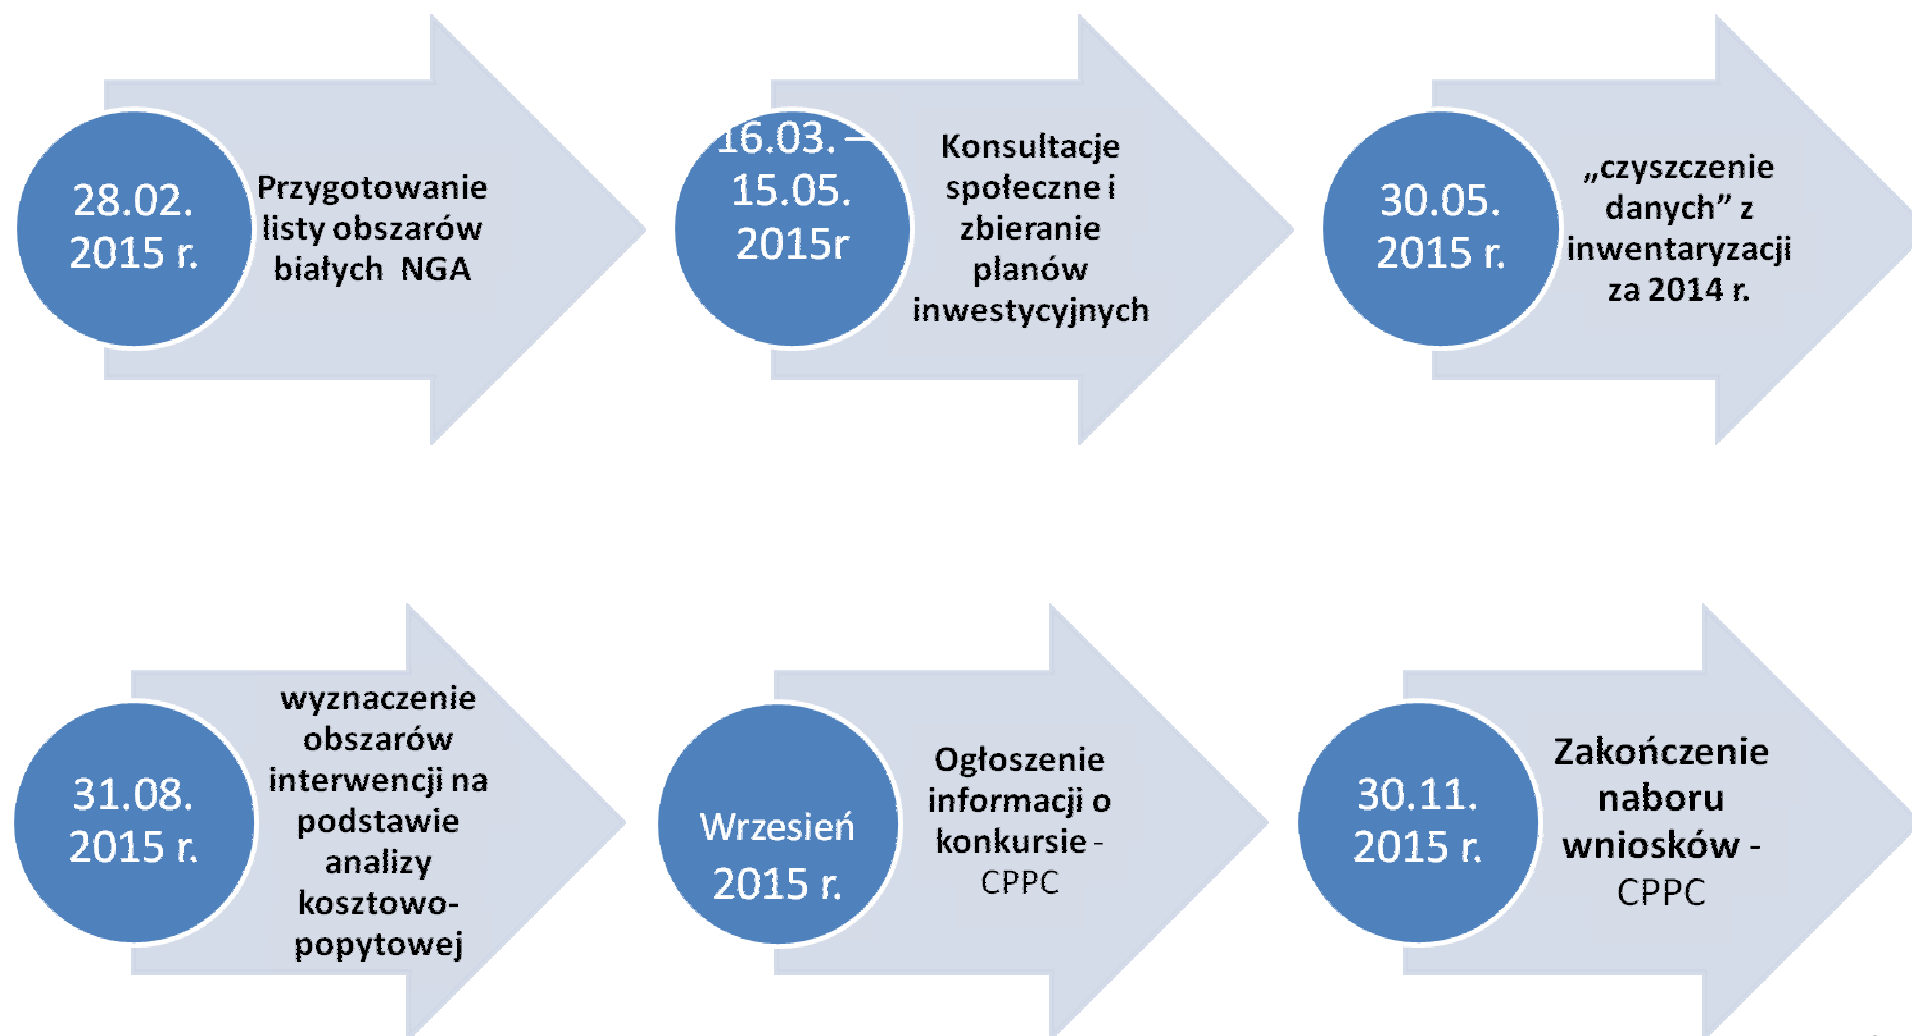 28.02.
2015 r.
Przygotowanie
listy obszarów
białych NGA
16.03. –
15.05.
2015r
Konsultacje
społeczne i
zbieranie
planów
inwestycyjnych
30.05.
2015 r.
„czyszczenie
danych” z
inwentaryzacji
za 2014 r.
31.08.
2015 r.
wyznaczenie
obszarów
interwencji na
podstawie
analizy
kosztowo-
popytowej
Wrzesień
2015 r.
Ogłoszenie
informacji o
konkursie -
CPPC
30.11.
2015 r.
Zakończenie
naboru
wniosków -
CPPC